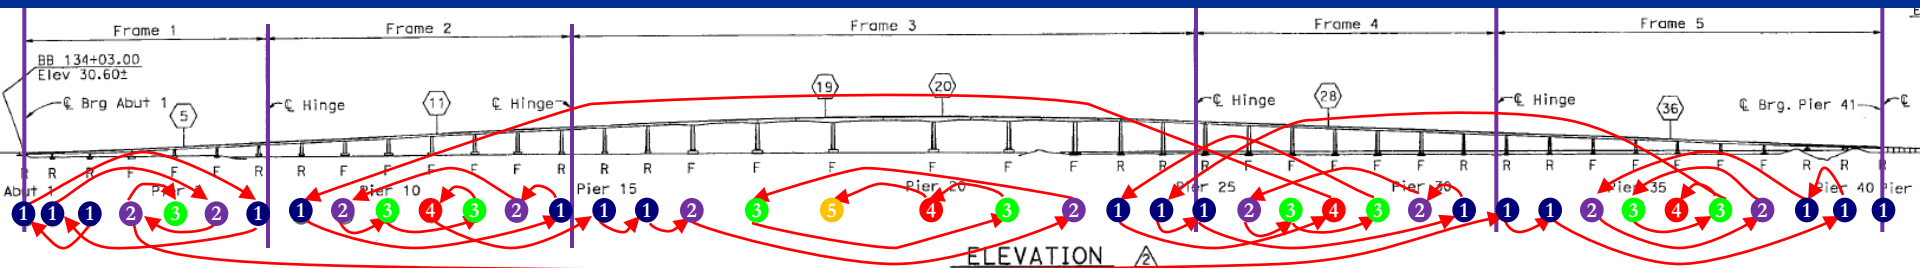 Frame 1
Frame 2
Frame 3
Frame 4
Frame 5
BB 134+03.00
Elev 30.60±
℄ Brg Abut 1
5
℄ Hinge
11
℄ Hinge
19
20
℄ Hinge
28
℄ Hinge
36
℄ Brg. Pier 41
℄
R R R F F F R R F F F F F R R R F F F F F F R R R F F F F F R R R F F F F F R R R
Abut 1
Pier
Pier 10
Pier 15
Pier 20
Pier 25
Pier 30
Pier 35
Pier 40
Pier
1 1 1 2 3 2 1 1 2 3 4 3 2 1 1 1 2 3 5 4 3 2 1 1 1 2 3 4 3 2 1 1 1 2 3 4 3 2 1 1 1
ELEVATION
2